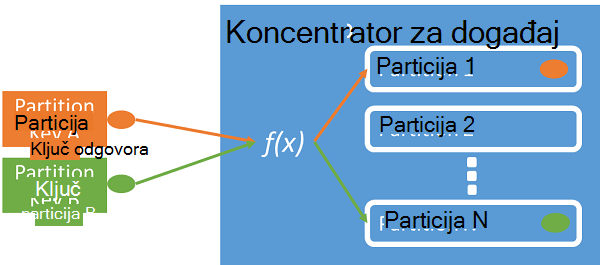 Koncentrator za događaj
Particija 1
Partition
Particija
Ključ odgovora
Particija 2
f(x)
Partition
Ključ
particija B
Particija N